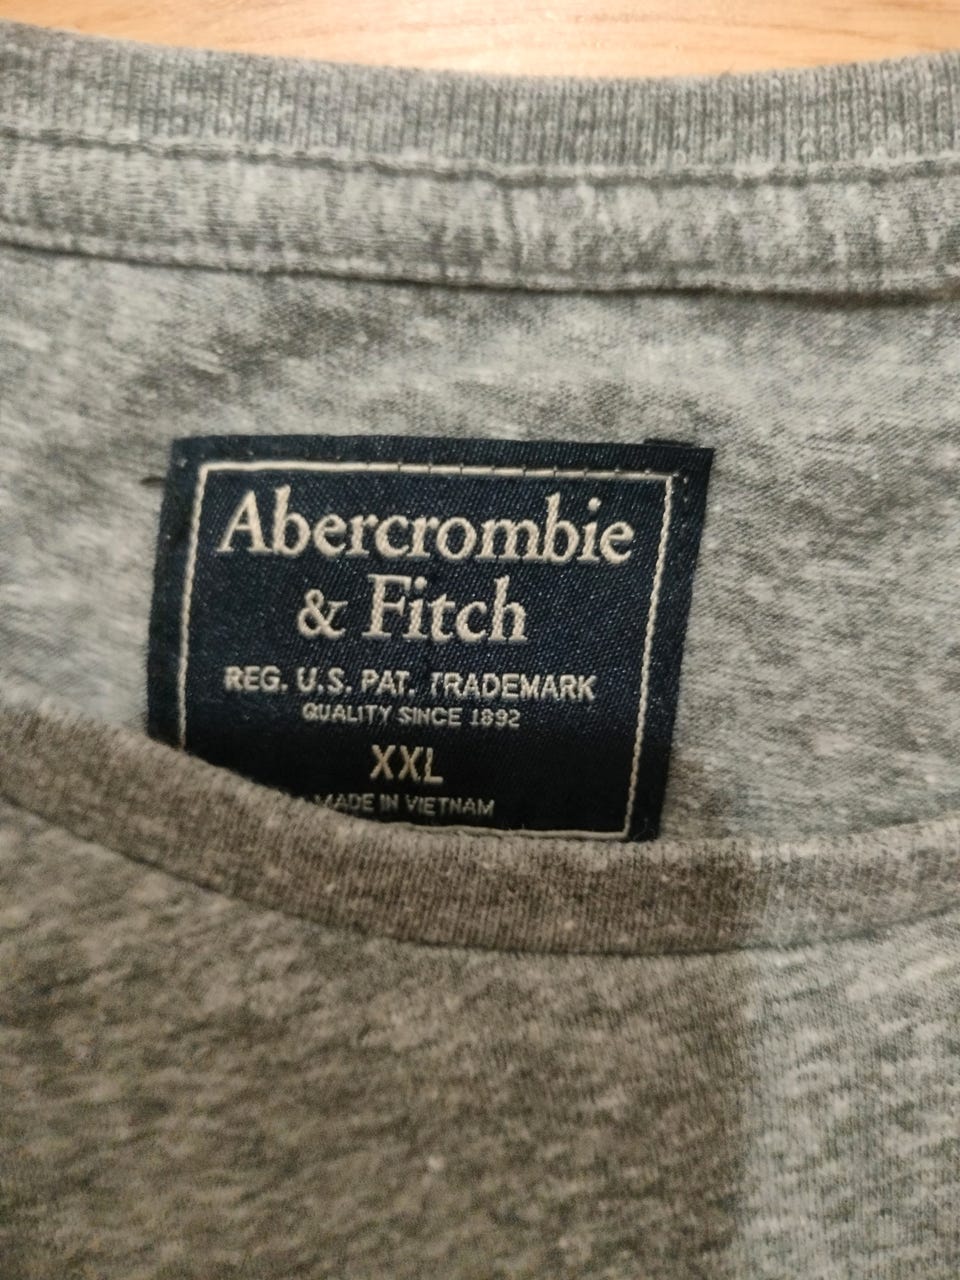 Abercrombie
& Fitch
REG. U.S. PAT. TRADEMARK
QUALITY SINCE 1892
XXL
MADE IN VIETNAM